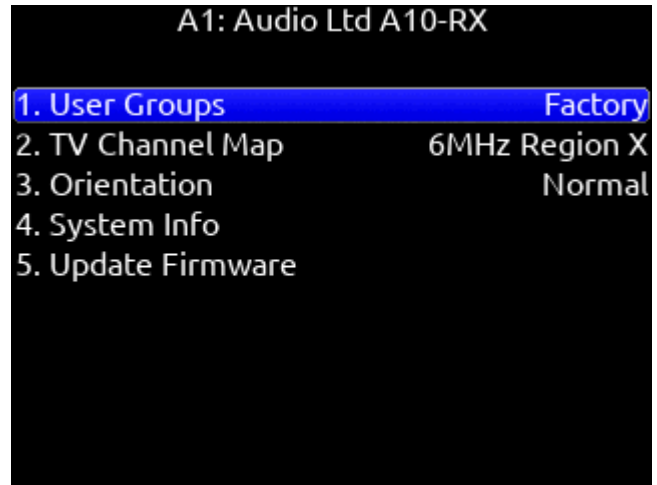 A1: Audio Ltd A10-RX
1. User Groups Factory
2. TV Channel Map 6MHz Region X
3. Orientation Normal
4. System Info
5. Update Firmware